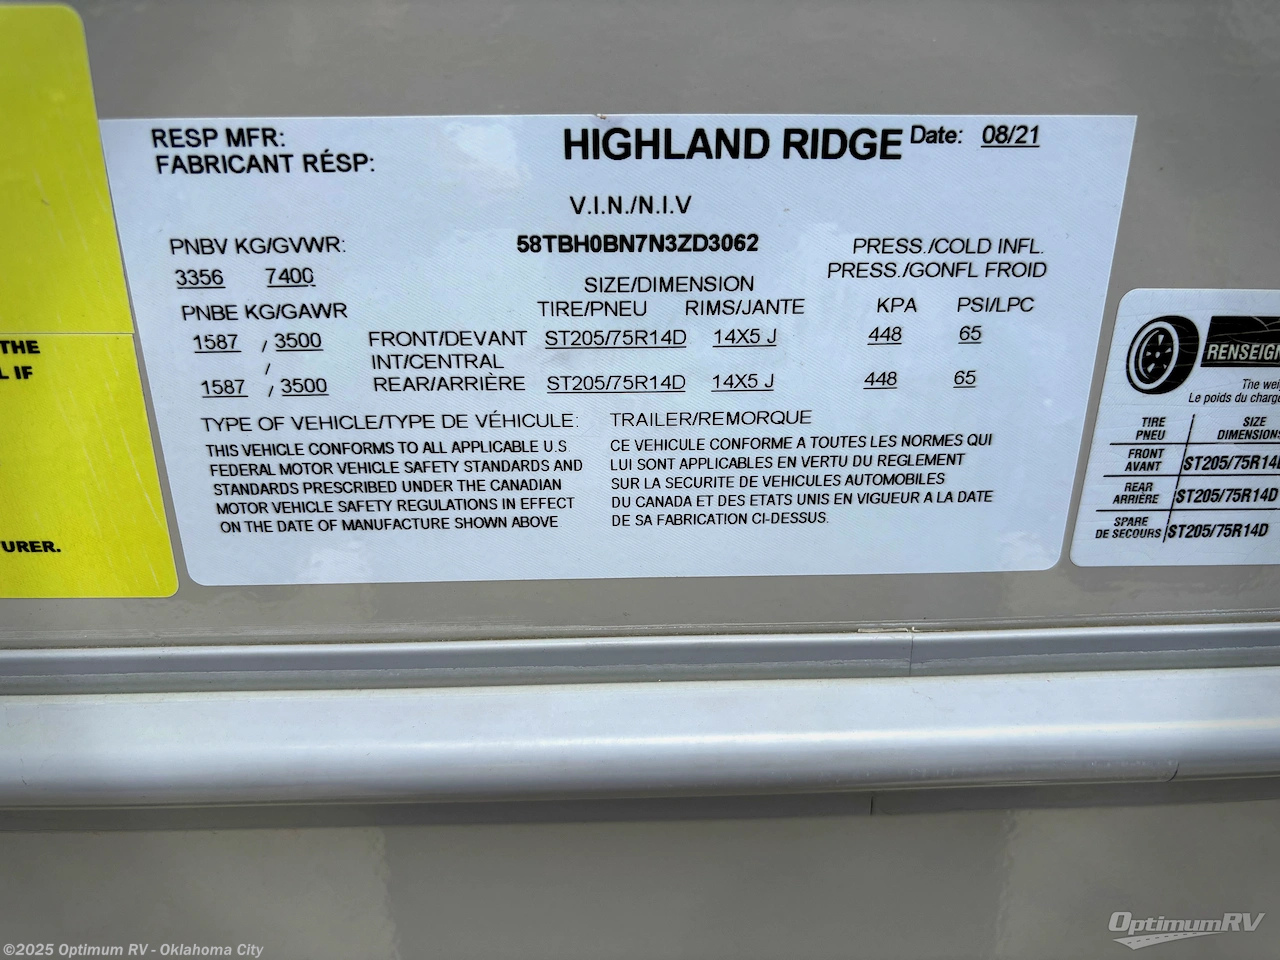 RESP MFR:
FABRICANT RÉSP:
HIGHLAND RIDGE
Date: 08/21
V.I.N./N.I.V
58TBH0BN7N3ZD3062
PNBV KG/GVWR:
3356 7400
PRESS./COLD INFL.
PRESS./GONFL FROID
SIZE/DIMENSION
PNBE KG/GAWR
TIRE/PNEU RIMS/JANTE KPA PSI/LPC
1587 / 3500 FRONT/DEVANT ST205/75R14D 14X5 J 448 65
/ INT/CENTRAL
1587 / 3500 REAR/ARRIÈRE ST205/75R14D 14X5 J 448 65
TYPE OF VEHICLE/TYPE DE VÉHICULE: TRAILER/REMORQUE
THIS VEHICLE CONFORMS TO ALL APPLICABLE U.S
FEDERAL MOTOR VEHICLE SAFETY STANDARDS AND
STANDARDS PRESCRIBED UNDER THE CANADIAN
MOTOR VEHICLE SAFETY REGULATIONS IN EFFECT
ON THE DATE OF MANUFACTURE SHOWN ABOVE
CE VEHICULE CONFORME A TOUTES LES NORMES QUI
LUI SONT APPLICABLES EN VERTU DU REGLEMENT
SUR LA SECURITE DE VEHICULES AUTOMOBILES
DU CANADA ET DES ETATS UNIS EN VIGUEUR A LA DATE
DE SA FABRICATION CI-DESSUS.
THE
L IF
URER.
RENSEIGN
The wei
Le poids du charg
TIRE SIZE
PNEU DIMENSIONS
FRONT
AVANT ST205/75R14D
REAR
ARRIÈRE ST205/75R14D
SPARE
DE SECOURS ST205/75R14D
OptimumRV
©2025 Optimum RV - Oklahoma City